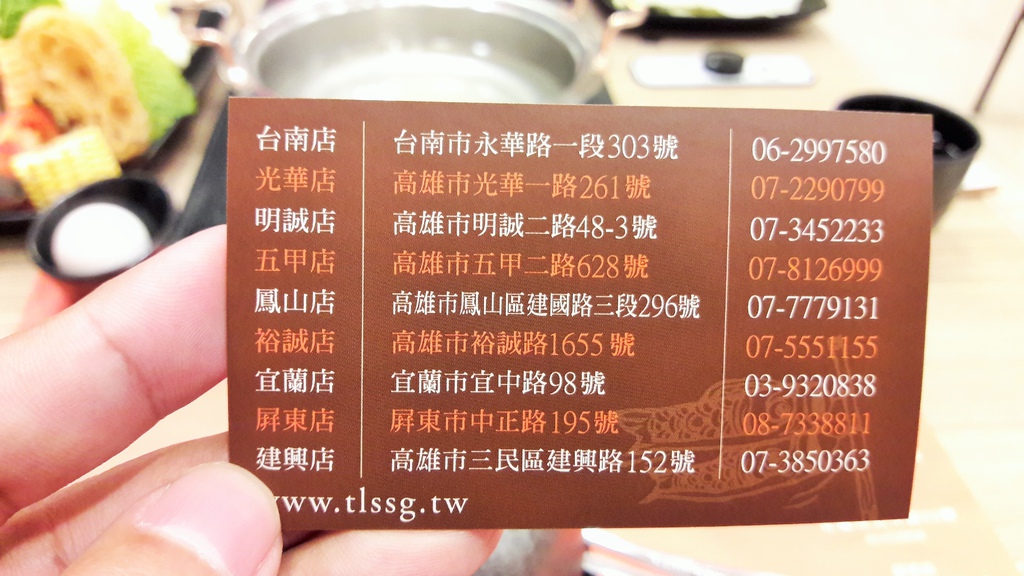 台南店 台南市永華路一段303號 06-2997580
光華店 高雄市光華一路261號 07-2290799
明誠店 高雄市明誠二路48-3號 07-3452233
五甲店 高雄市五甲二路628號 07-8126999
鳳山店 高雄市鳳山區建國路三段296號 07-7779131
裕誠店 高雄市裕誠路1655號 07-5551155
宜蘭店 宜蘭市宜中路98號 03-9320838
屏東店 屏東市中正路195號 08-7338811
建興店 高雄市三民區建興路152號 07-3850363
www.tlssg.tw